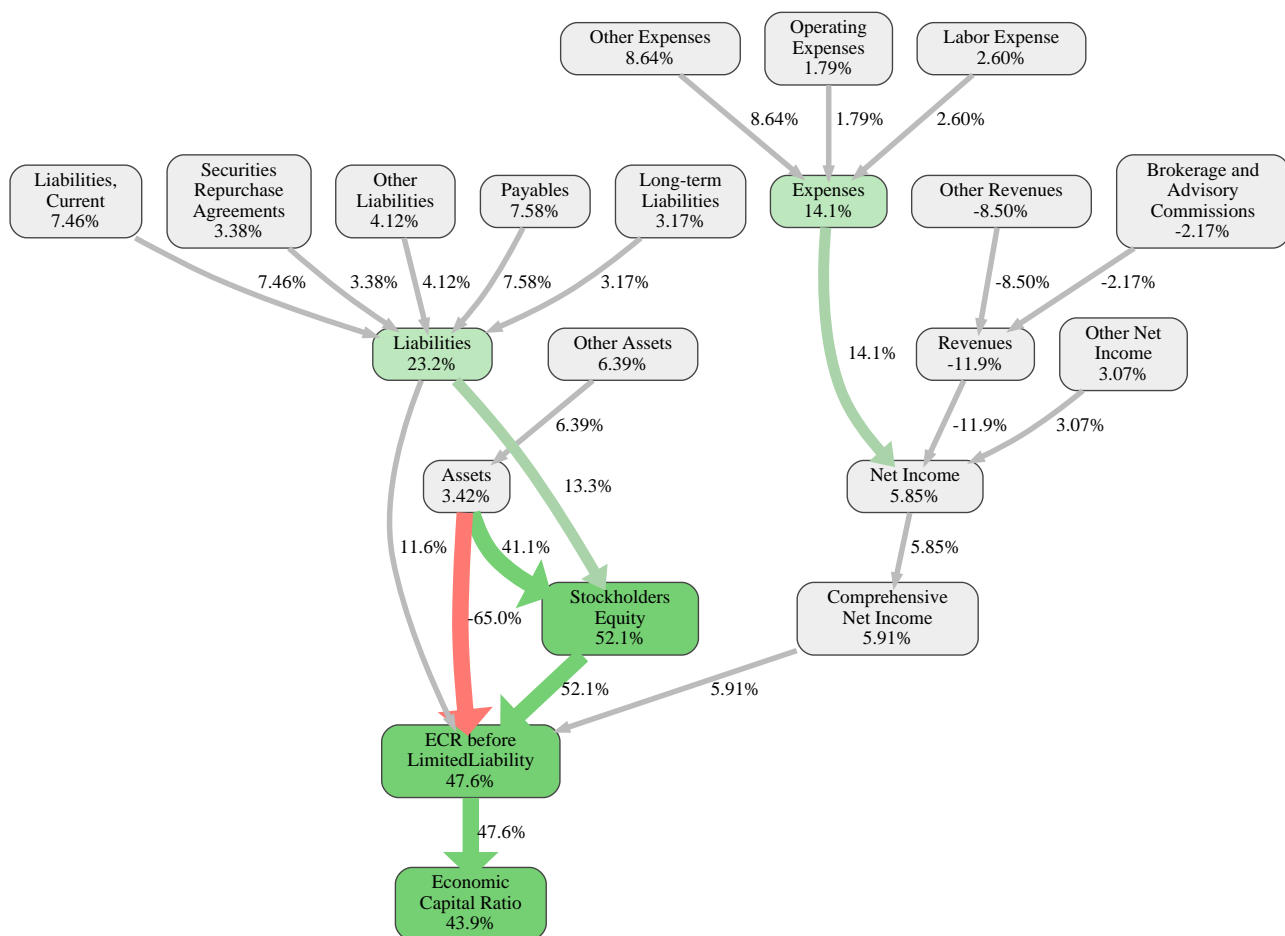 Other Expenses
8.64%
Operating
Expenses
1.79%
Labor Expense
2.60%
8.64%
1.79%
2.60%
Liabilities,
Current
7.46%
Securities
Repurchase
Agreements
3.38%
Other
Liabilities
4.12%
Payables
7.58%
Long-term
Liabilities
3.17%
Expenses
14.1%
Other Revenues
-8.50%
Brokerage and
Advisory
Commissions
-2.17%
7.46%
3.38%
4.12%
7.58%
3.17%
-8.50%
-2.17%
Liabilities
23.2%
Other Assets
6.39%
14.1%
Revenues
-11.9%
Other Net
Income
3.07%
6.39%
-11.9%
3.07%
Assets
3.42%
13.3%
Net Income
5.85%
11.6%
41.1%
5.85%
-65.0%
Stockholders
Equity
52.1%
Comprehensive
Net Income
5.91%
52.1%
5.91%
ECR before
LimitedLiability
47.6%
47.6%
Economic
Capital Ratio
43.9%